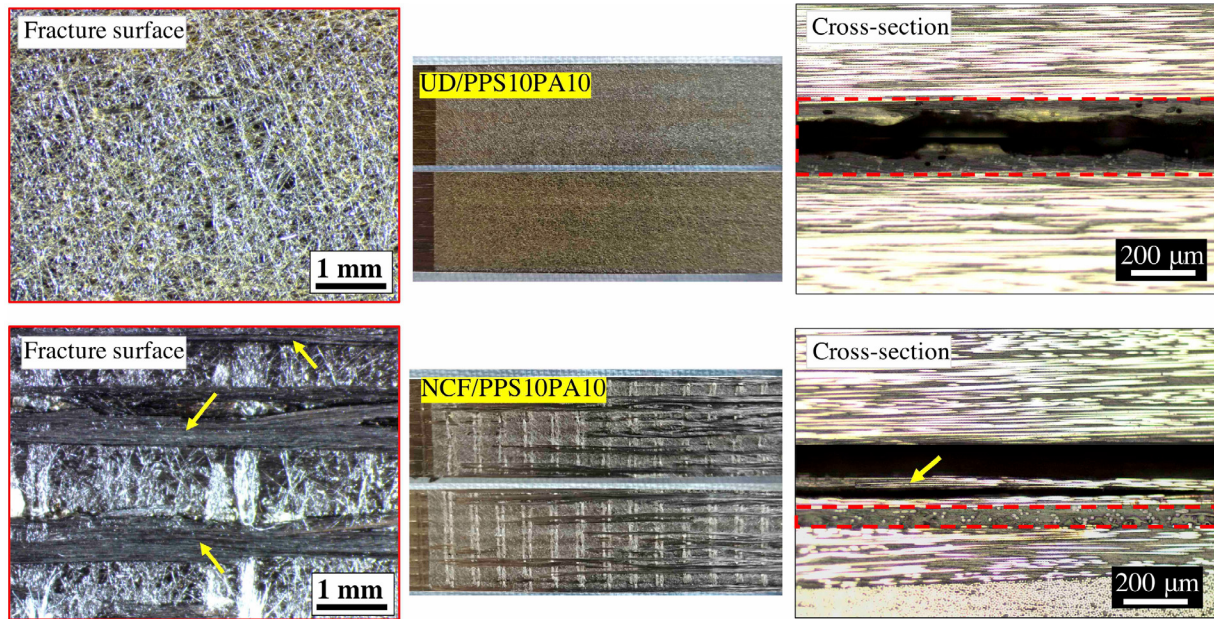 Fracture surface
1 mm
UD/PPS10PA10
Cross-section
200 µm
Fracture surface
1 mm
NCF/PPS10PA10
Cross-section
200 µm